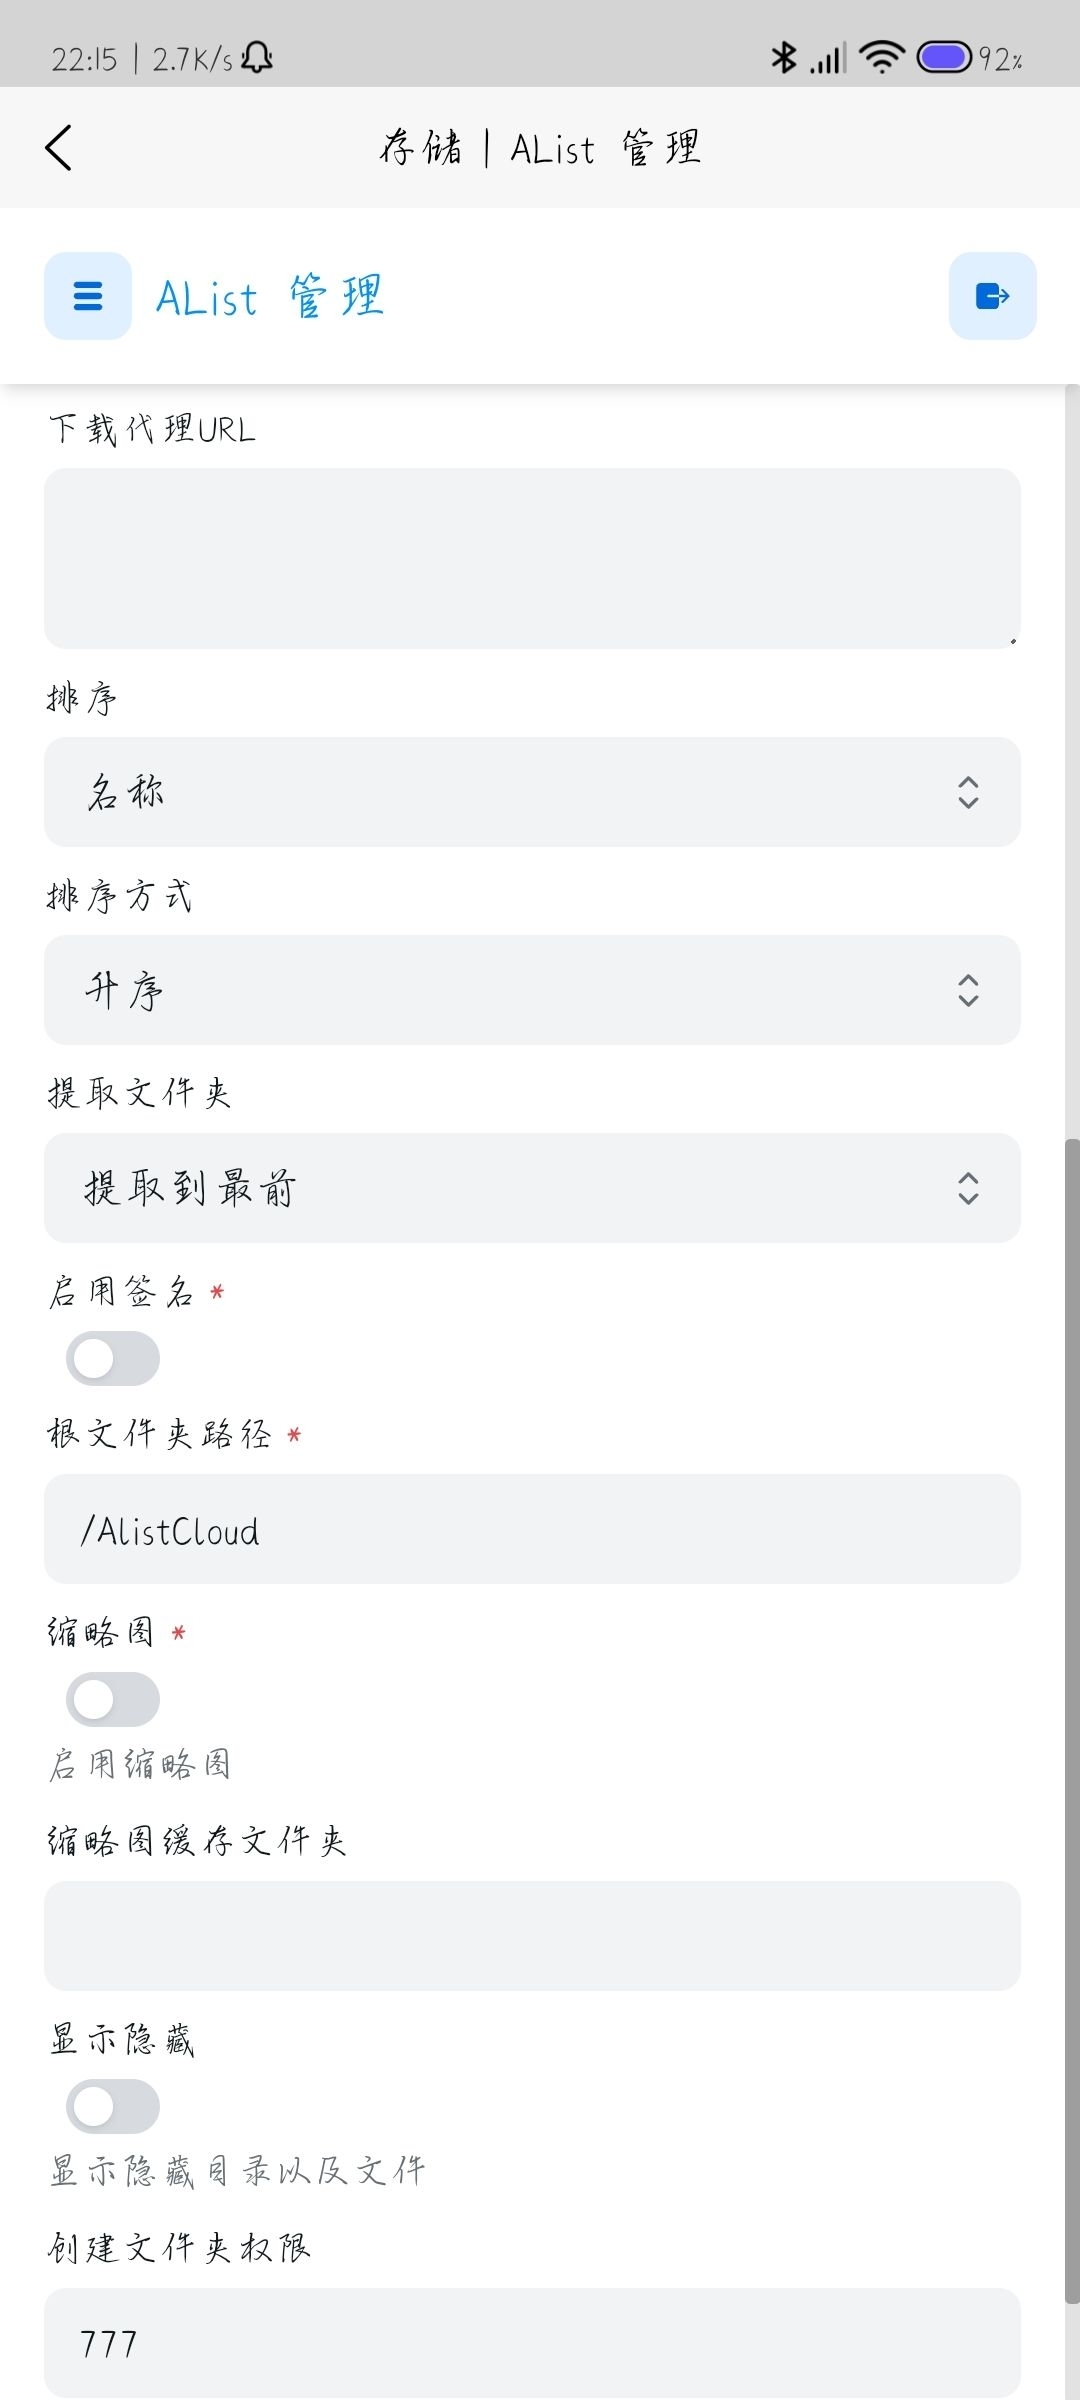 22:15 | 2.7K/s 92%
存储 | AList 管理
AList 管理
下载代理URL
排序
名称
排序方式
升序
提取文件夹
提取到最前
启用签名 *
根文件夹路径 *
/AlistCloud
缩略图 *
启用缩略图
缩略图缓存文件夹
显示隐藏
显示隐藏目录以及文件
创建文件夹权限
777